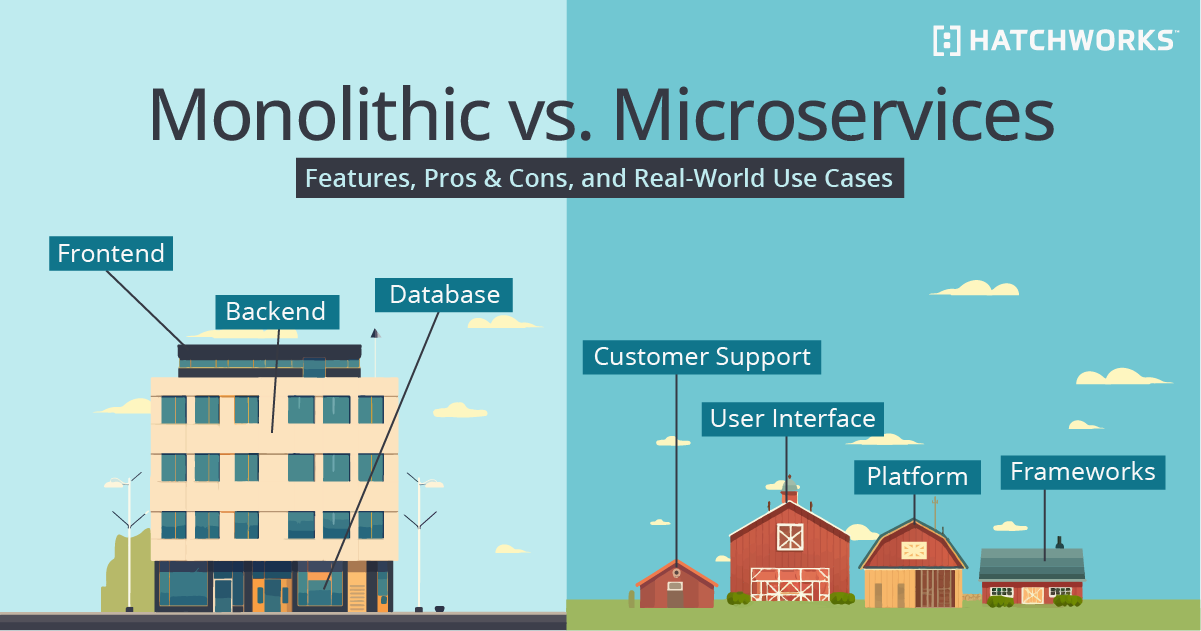 HATCHWORKS™
Monolithic vs. Microservices
Features, Pros & Cons, and Real-World Use Cases
Frontend
Backend
Database
Customer Support
User Interface
Platform
Frameworks